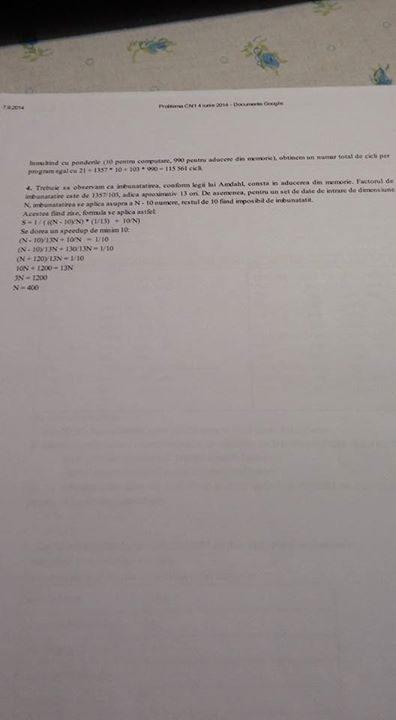 7.9.2014
Problema CN1 4 iunie 2014 - Documente Google
Inmultind cu ponderile (10 pentru computare, 990 pentru aducere din memorie), obtinem un numar total de cicli per
program egal cu 21 + 1357 * 10 + 103 * 990 = 115 561 cicli.
4. Trebuie sa observam ca imbunatatirea, conform legii lui Amdahl, consta in aducerea din memorie. Factorul de
imbunatatire este de 1357/103, adica aproximativ 13 ori. De asemenea, pentru un set de date de intrare de dimensiune
N, imbunatatirea se aplica asupra a N - 10 numere, restul de 10 fiind imposibil de imbunatatit.
Acestea fiind zise, formula se aplica astfel:
S = 1 / ( ((N - 10)/N) * (1/13) + 10/N)
Se dorea un speedup de minim 10:
(N - 10)/13N + 10/N = 1/10
(N - 10)/13N + 130/13N = 1/10
(N + 120)/13N = 1/10
10N + 1200 = 13N
3N = 1200
N = 400